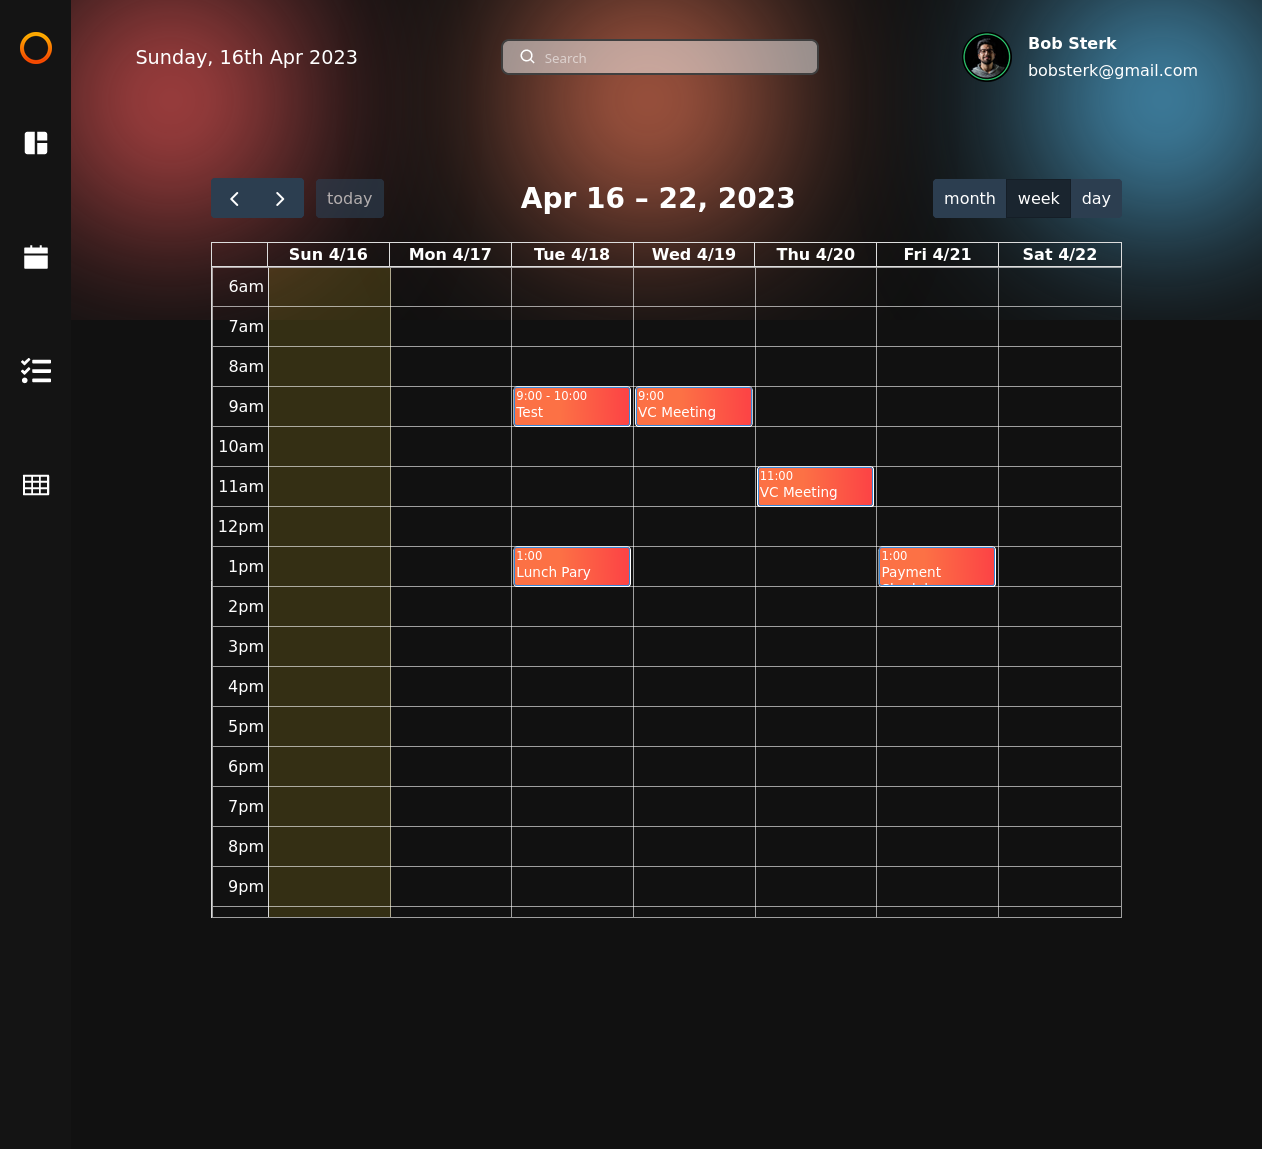 Sunday, 16th Apr 2023
Search
Bob Sterk
bobsterk@gmail.com
today
Apr 16 – 22, 2023
month week day
Sun 4/16 Mon 4/17 Tue 4/18 Wed 4/19 Thu 4/20 Fri 4/21 Sat 4/22
6am
7am
8am
9am
9:00 - 10:00
Test
9:00
VC Meeting
10am
11am
11:00
VC Meeting
12pm
1pm
1:00
Lunch Pary
1:00
Payment
2pm
3pm
4pm
5pm
6pm
7pm
8pm
9pm